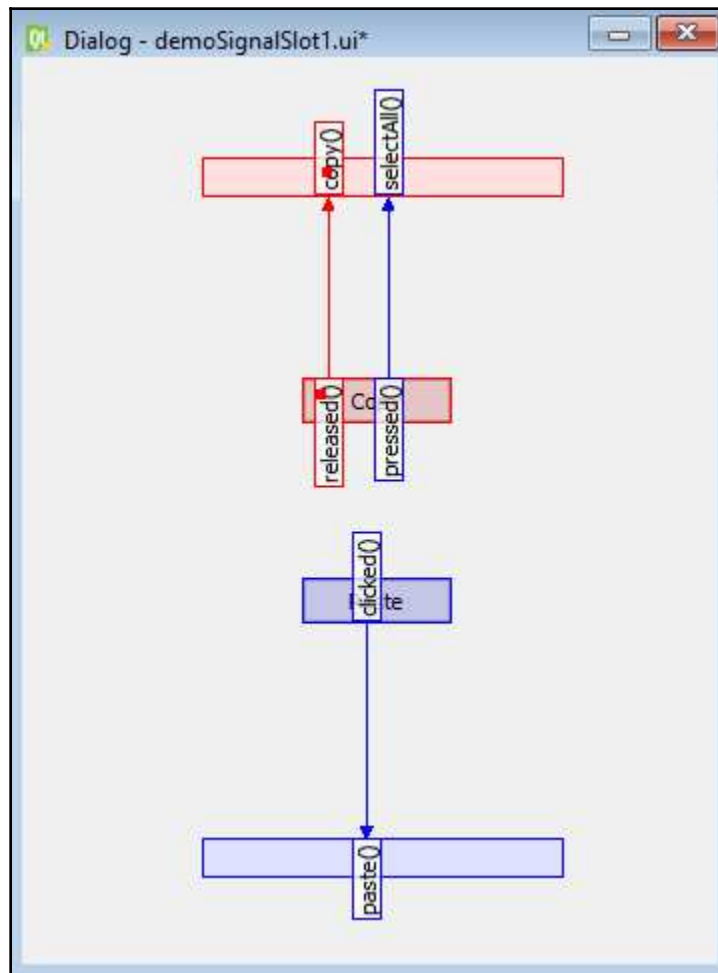 Dialog - demoSignalSlot1.ui*
copy()
selectAll()
released()
pressed()
clicked()
paste()